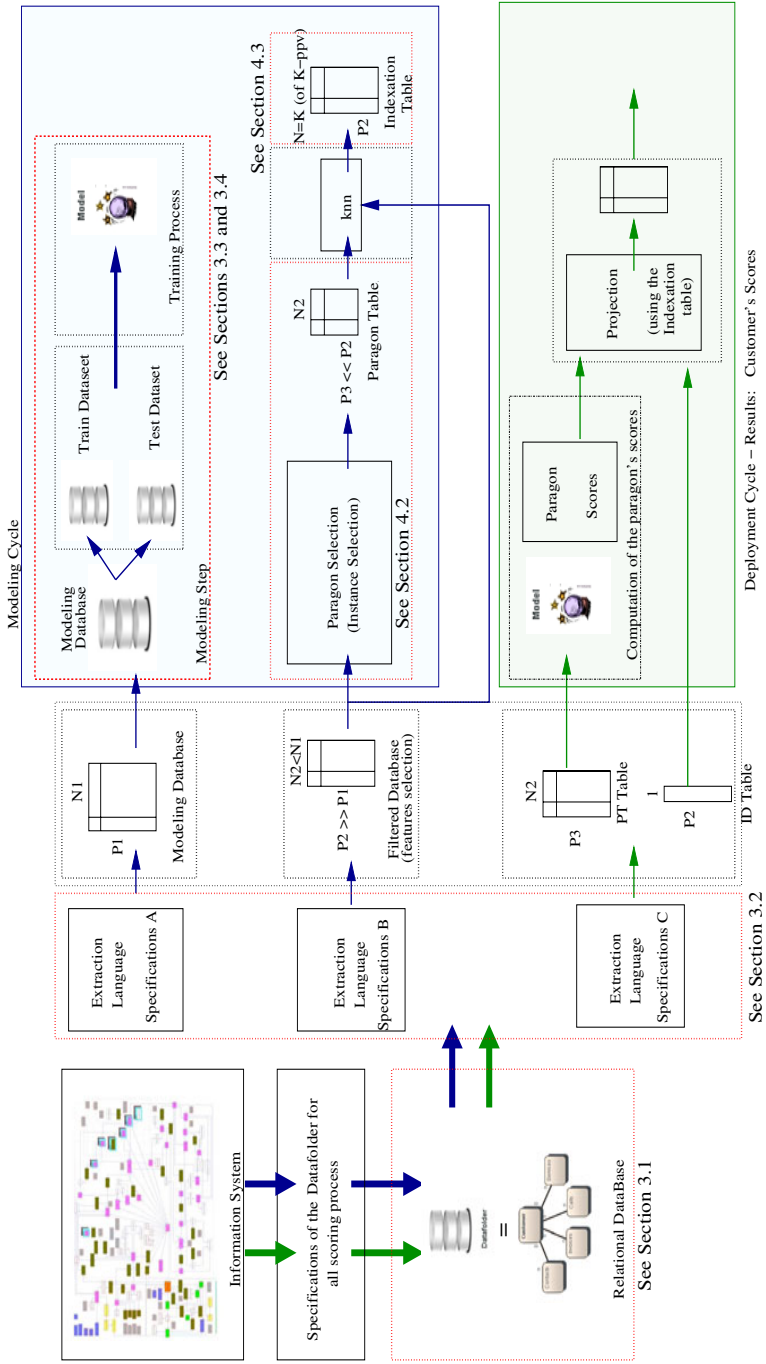 Information System
Specifications of the Datafolder for
all scoring process
Datafolder
=
Customer
Relational DataBase
See Section 3.1
Extraction
Language
Specifications A
Extraction
Language
Specifications B
Extraction
Language
Specifications C
See Section 3.2
N1
P1
Modeling Database
N2<N1
P2 >> P1
Filtered Database
(features selection)
N2
P3
PT Table
1
P2
ID Table
Modeling Cycle
Modeling
Database
Modeling Step
Train Dataseet
Test Dataset
Model
Training Process
See Sections 3.3 and 3.4
Paragon Selection
(Instance Selection)
See Section 4.2
N2
P3 << P2
Paragon Table
knn
See Section 4.3
N=K (of K−ppv)
P2
Indexation
Table
Model
Paragon
Scores
Computation of the paragon's scores
Projection
(using the
Indexation
table)
Deployment Cycle − Results: Customer's Scores